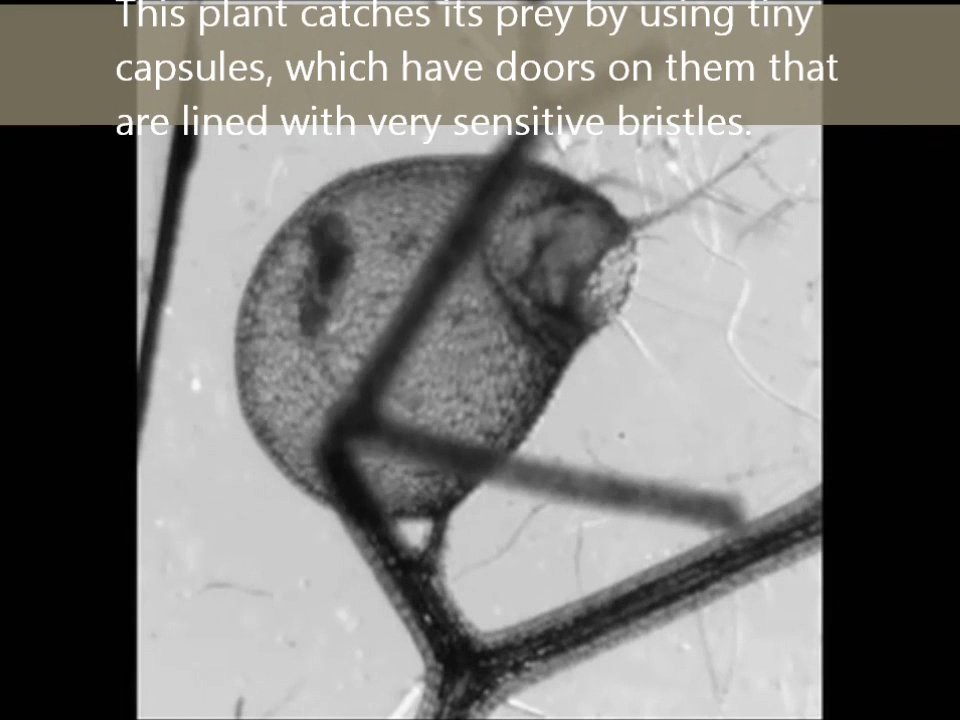 This plant catches its prey by using tiny
capsules, which have doors on them that
are lined with very sensitive bristles.